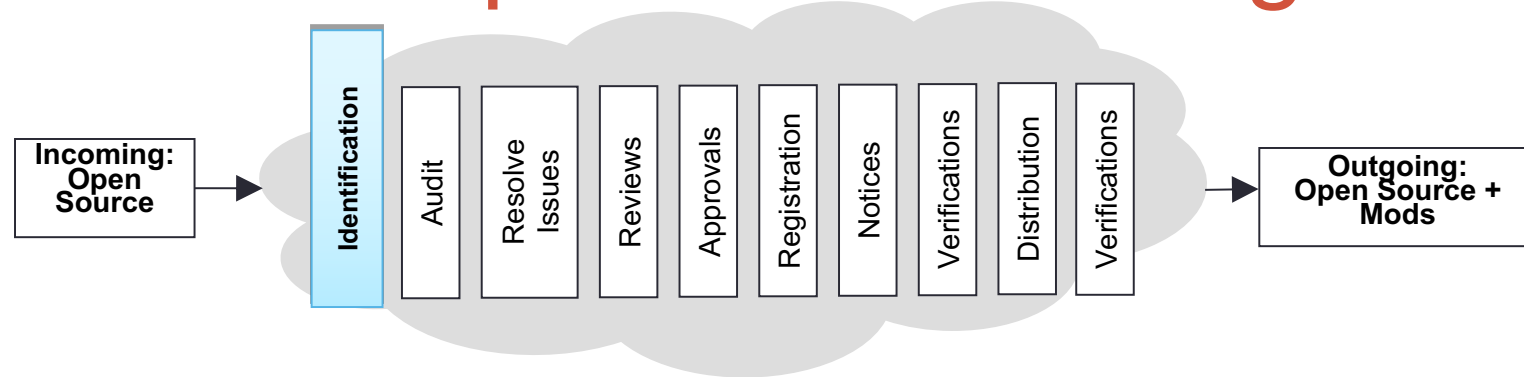 Incoming:
Open
Source
Identification
Audit
Resolve
Issues
Reviews
Approvals
Registration
Notices
Verifications
Distribution
Verifications
Outgoing:
Open Source +
Mods